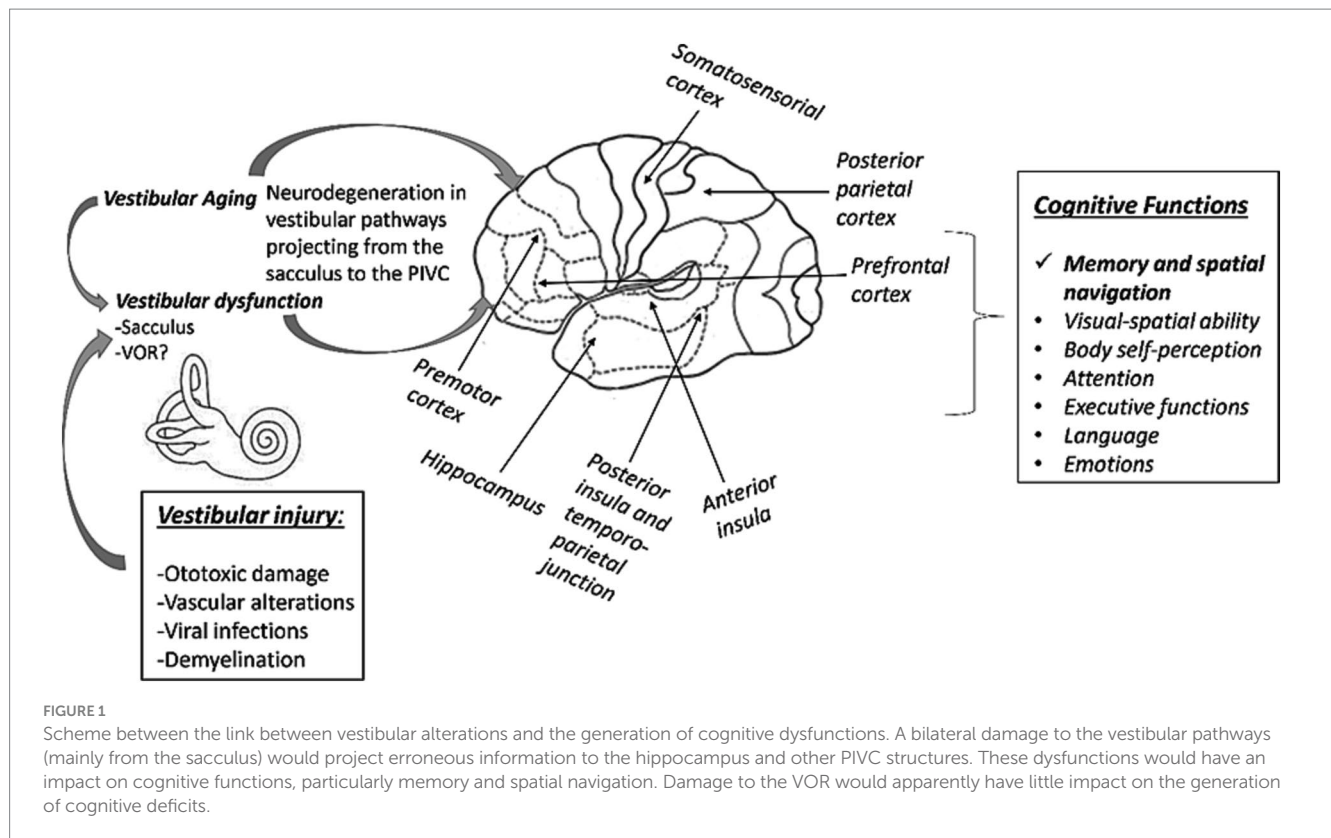 Somatosensorial
cortex
Posterior
parietal
cortex
Prefrontal
cortex
Vestibular Aging
Neurodegeneration in
vestibular pathways
projecting from the
sacculus to the PIVC
Vestibular dysfunction
-Sacculus
-VOR?
Premotor
cortex
Hippocampus
Posterior
insula and
temporo-
parietal
junction
Anterior
insula
Vestibular injury:
-Ototoxic damage
-Vascular alterations
-Viral infections
-Demyelination
Cognitive Functions
✓ Memory and spatial
navigation
• Visual-spatial ability
• Body self-perception
• Attention
• Executive functions
• Language
• Emotions
FIGURE 1
Scheme between the link between vestibular alterations and the generation of cognitive dysfunctions. A bilateral damage to the vestibular pathways
(mainly from the sacculus) would project erroneous information to the hippocampus and other PIVC structures. These dysfunctions would have an
impact on cognitive functions, particularly memory and spatial navigation. Damage to the VOR would apparently have little impact on the generation
of cognitive deficits.